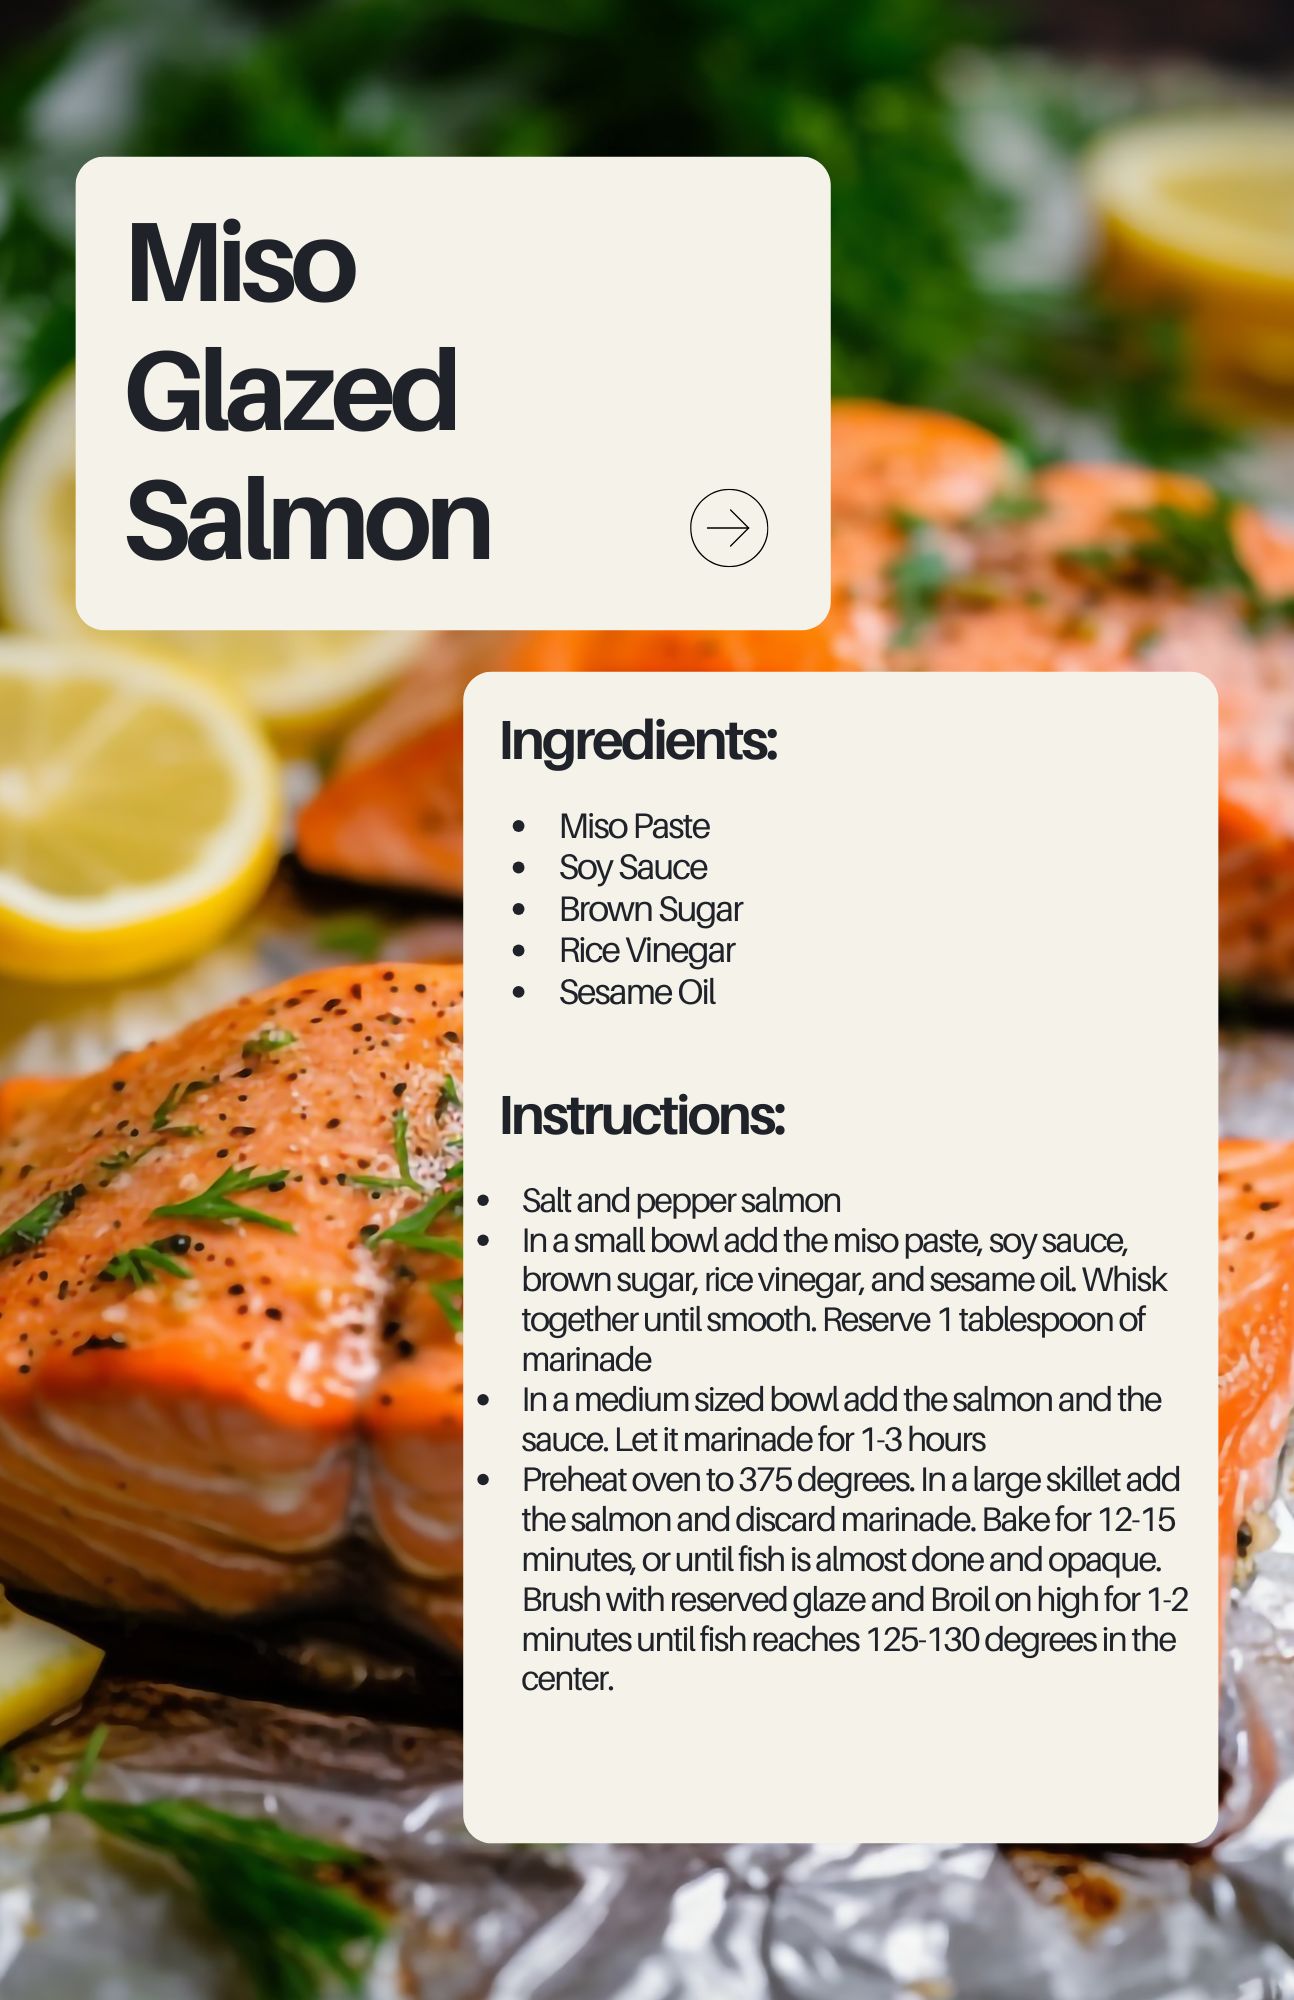 Miso
Glazed
Salmon
Ingredients:
• Miso Paste
• Soy Sauce
• Brown Sugar
• Rice Vinegar
• Sesame Oil
Instructions:
• Salt and pepper salmon
• In a small bowl add the miso paste, soy sauce,
brown sugar, rice vinegar, and sesame oil. Whisk
together until smooth. Reserve 1 tablespoon of
marinade
• In a medium sized bowl add the salmon and the
sauce. Let it marinade for 1-3 hours
• Preheat oven to 375 degrees. In a large skillet add
the salmon and discard marinade. Bake for 12-15
minutes, or until fish is almost done and opaque.
Brush with reserved glaze and Broil on high for 1-2
minutes until fish reaches 125-130 degrees in the
center.